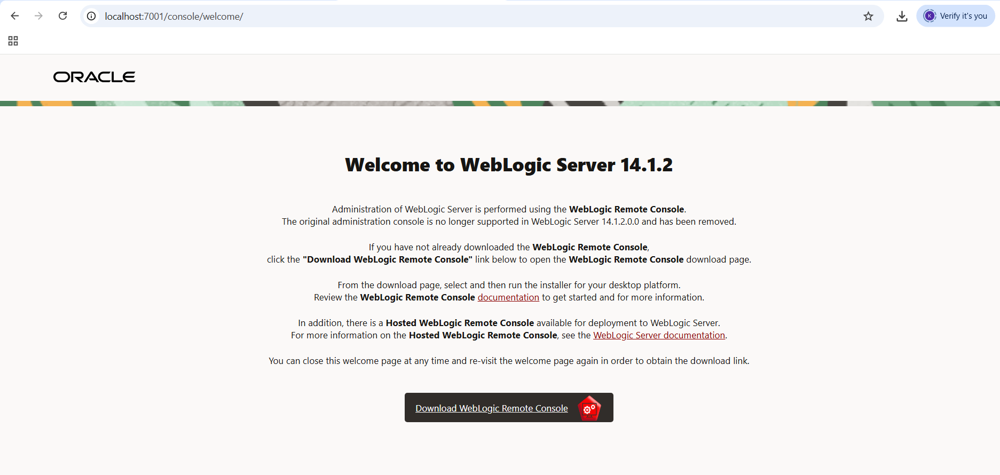 localhost:7001/console/welcome/
K
Verify it's you
ORACLE
Welcome to WebLogic Server 14.1.2
Administration of WebLogic Server is performed using the WebLogic Remote Console.
The original administration console is no longer supported in WebLogic Server 14.1.2.0.0 and has been removed.
If you have not already downloaded the WebLogic Remote Console,
click the "Download WebLogic Remote Console" link below to open the WebLogic Remote Console download page.
From the download page, select and then run the installer for your desktop platform.
Review the WebLogic Remote Console documentation to get started and for more information.
In addition, there is a Hosted WebLogic Remote Console available for deployment to WebLogic Server.
For more information on the Hosted WebLogic Remote Console, see the WebLogic Server documentation.
You can close this welcome page at any time and re-visit the welcome page again in order to obtain the download link.
Download WebLogic Remote Console